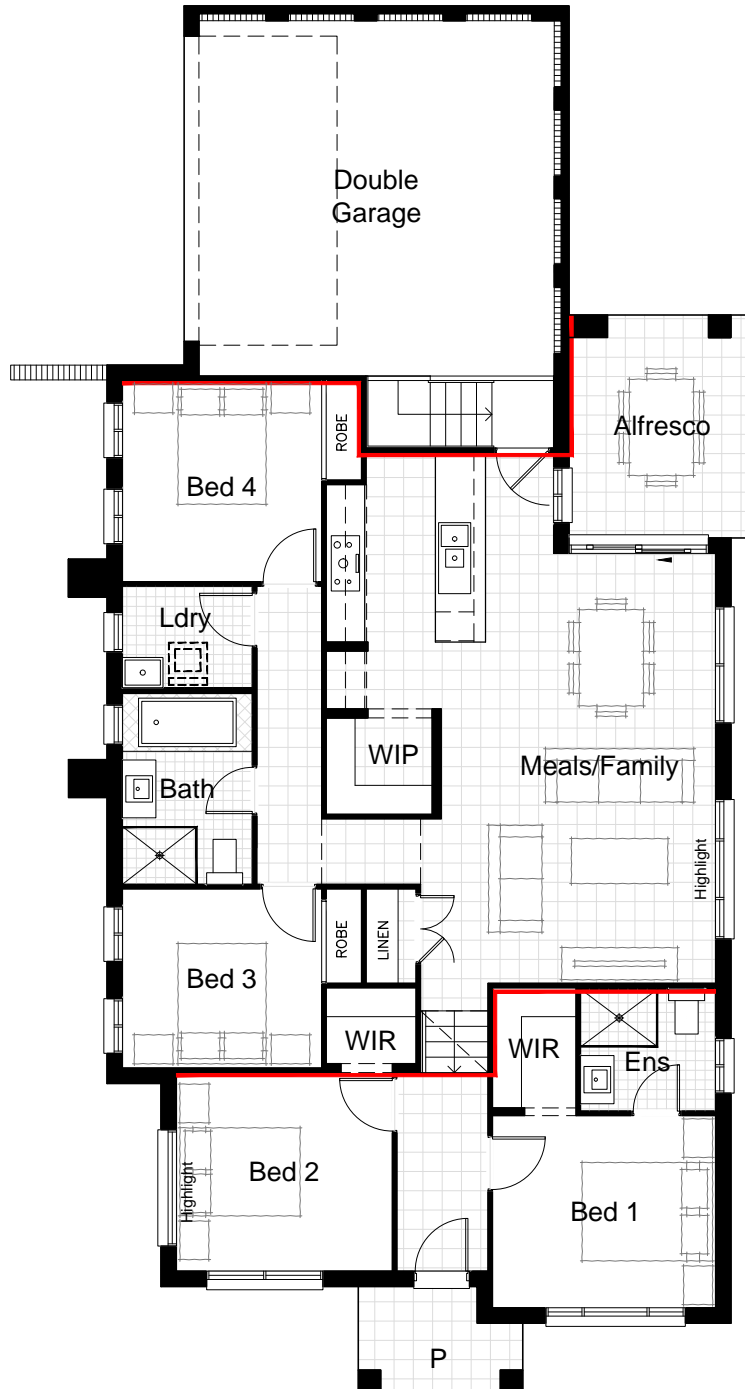 Double
Garage
Alfresco
ROBE
Bed 4
Ldry
WIP
Meals/Family
Bath
Highlight
ROBE
LINEN
Bed 3
WIR
WIR
Ens
Bed 2
Highlight
Bed 1
P